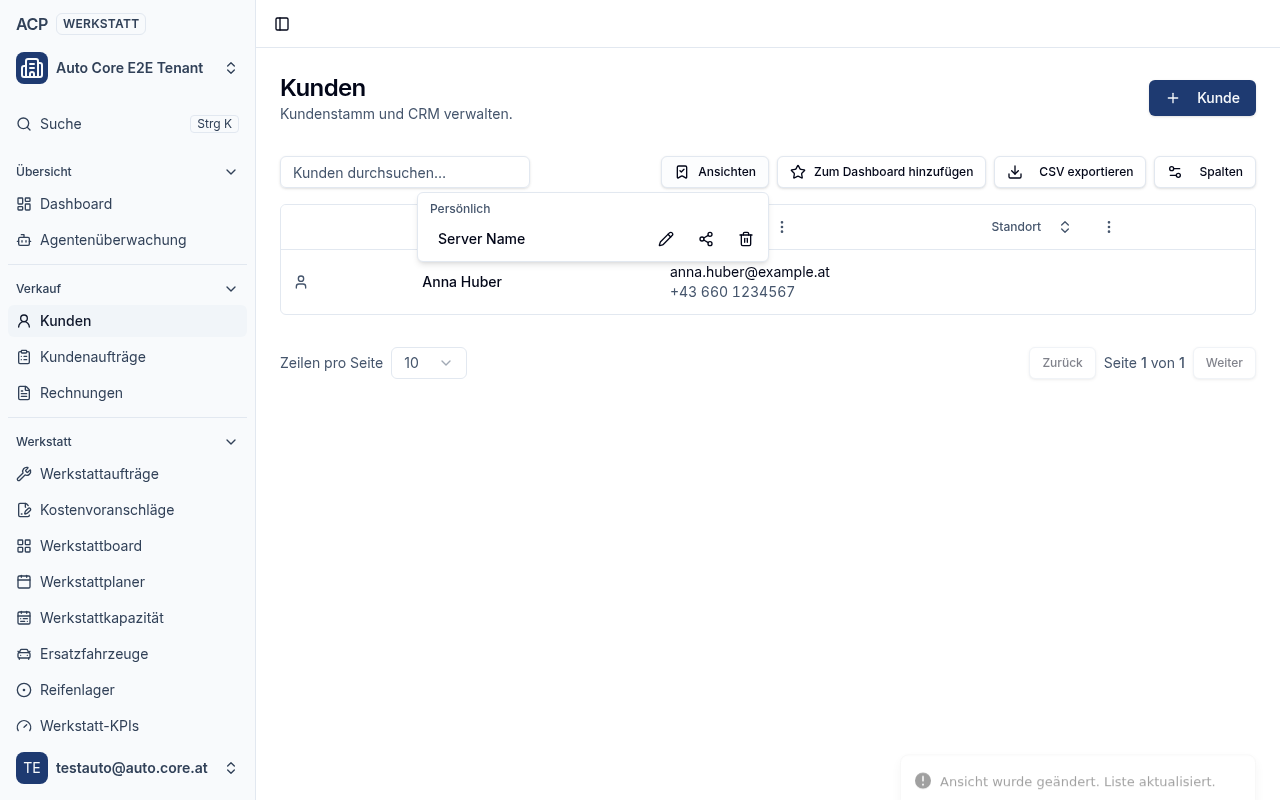 ACP WERKSTATT
Auto Core E2E Tenant
Suche Strg K
Übersicht
Dashboard
Agentenüberwachung
Verkauf
Kunden
Kundenaufträge
Rechnungen
Werkstatt
Werkstattaufträge
Kostenvoranschläge
Werkstattboard
Werkstattplaner
Werkstattkapazität
Ersatzfahrzeuge
Reifenlager
Werkstatt-KPIs
TE testauto@auto.core.at
Kunden
Kundenstamm und CRM verwalten.
Kunde
Kunden durchsuchen...
Ansichten
Zum Dashboard hinzufügen
CSV exportieren
Spalten
Persönlich
Server Name
Standort
Anna Huber
anna.huber@example.at
+43 660 1234567
Zeilen pro Seite 10
Zurück Seite 1 von 1 Weiter
Ansicht wurde geändert. Liste aktualisiert.